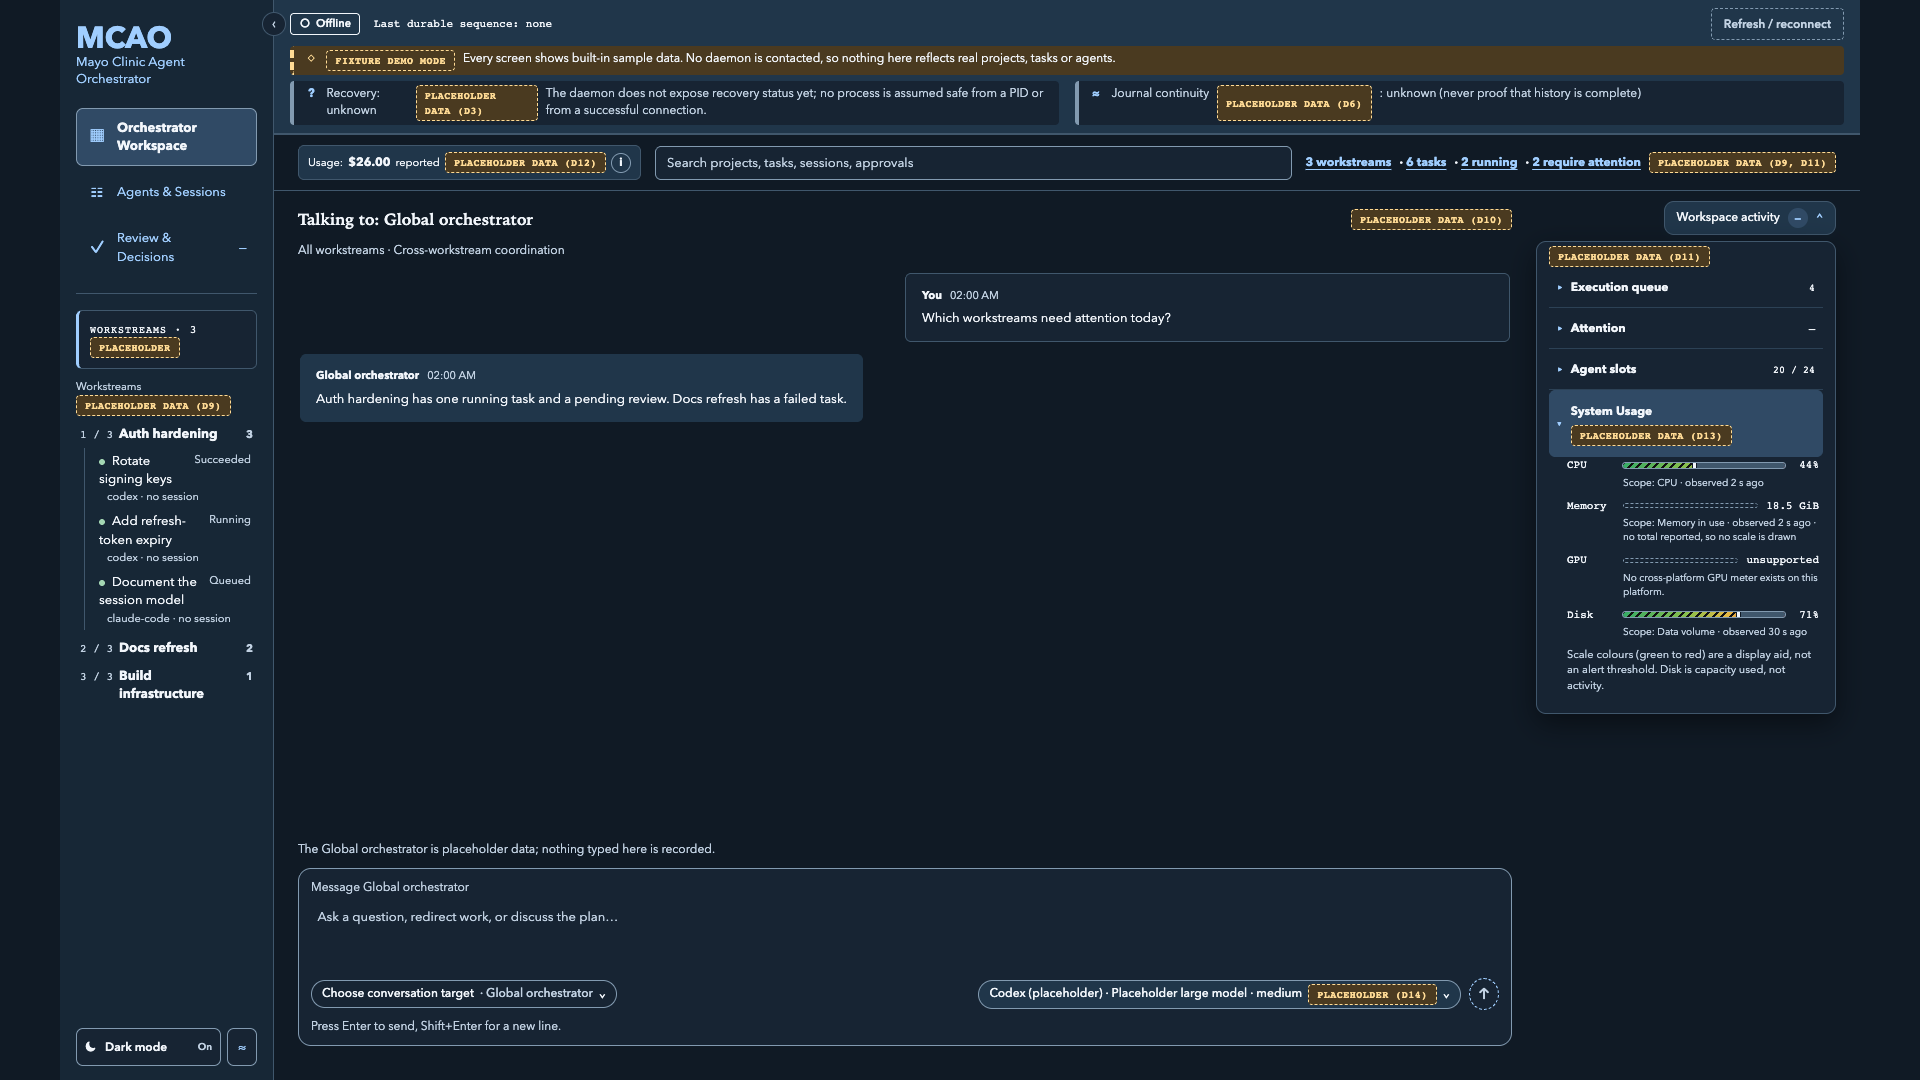 MCAO
Mayo Clinic Agent
Orchestrator
Orchestrator
Workspace
Agents & Sessions
Review &
Decisions –
WORKSTREAMS · 3
PLACEHOLDER
Workstreams
PLACEHOLDER DATA (D9)
1 / 3 Auth hardening 3
Rotate signing keys Succeeded
codex · no session
Add refresh-token expiry Running
codex · no session
Document the session model Queued
claude-code · no session
2 / 3 Docs refresh 2
3 / 3 Build
infrastructure 1
Dark mode On ≈
‹ Offline Last durable sequence: none Refresh / reconnect
◇ FIXTURE DEMO MODE Every screen shows built-in sample data. No daemon is contacted, so nothing here reflects real projects, tasks or agents.
? Recovery: unknown PLACEHOLDER DATA (D3) The daemon does not expose recovery status yet; no process is assumed safe from a PID or from a successful connection.
≈ Journal continuity PLACEHOLDER DATA (D6) : unknown (never proof that history is complete)
Usage: $26.00 reported PLACEHOLDER DATA (D12) i
Search projects, tasks, sessions, approvals
3 workstreams · 6 tasks · 2 running · 2 require attention PLACEHOLDER DATA (D9, D11)
Talking to: Global orchestrator PLACEHOLDER DATA (D10)
All workstreams · Cross-workstream coordination
You 02:00 AM
Which workstreams need attention today?
Global orchestrator 02:00 AM
Auth hardening has one running task and a pending review. Docs refresh has a failed task.
Workspace activity –
PLACEHOLDER DATA (D11)
Execution queue 4
Attention –
Agent slots 20 / 24
System Usage
PLACEHOLDER DATA (D13)
CPU 44%
Scope: CPU · observed 2 s ago
Memory 18.5 GiB
Scope: Memory in use · observed 2 s ago ·
no total reported, so no scale is drawn
GPU unsupported
No cross-platform GPU meter exists on this
platform.
Disk 71%
Scope: Data volume · observed 30 s ago
Scale colours (green to red) are a display aid, not
an alert threshold. Disk is capacity used, not
activity.
The Global orchestrator is placeholder data; nothing typed here is recorded.
Message Global orchestrator
Ask a question, redirect work, or discuss the plan…
Choose conversation target · Global orchestrator
Codex (placeholder) · Placeholder large model · medium PLACEHOLDER (D14)
Press Enter to send, Shift+Enter for a new line.